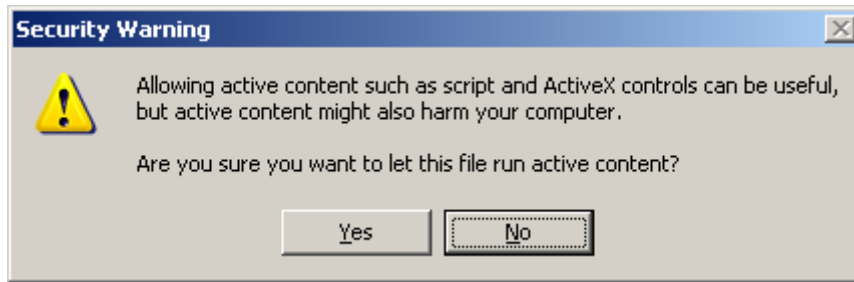 Security Warning
Allowing active content such as script and ActiveX controls can be useful,
but active content might also harm your computer.
Are you sure you want to let this file run active content?
Yes
No